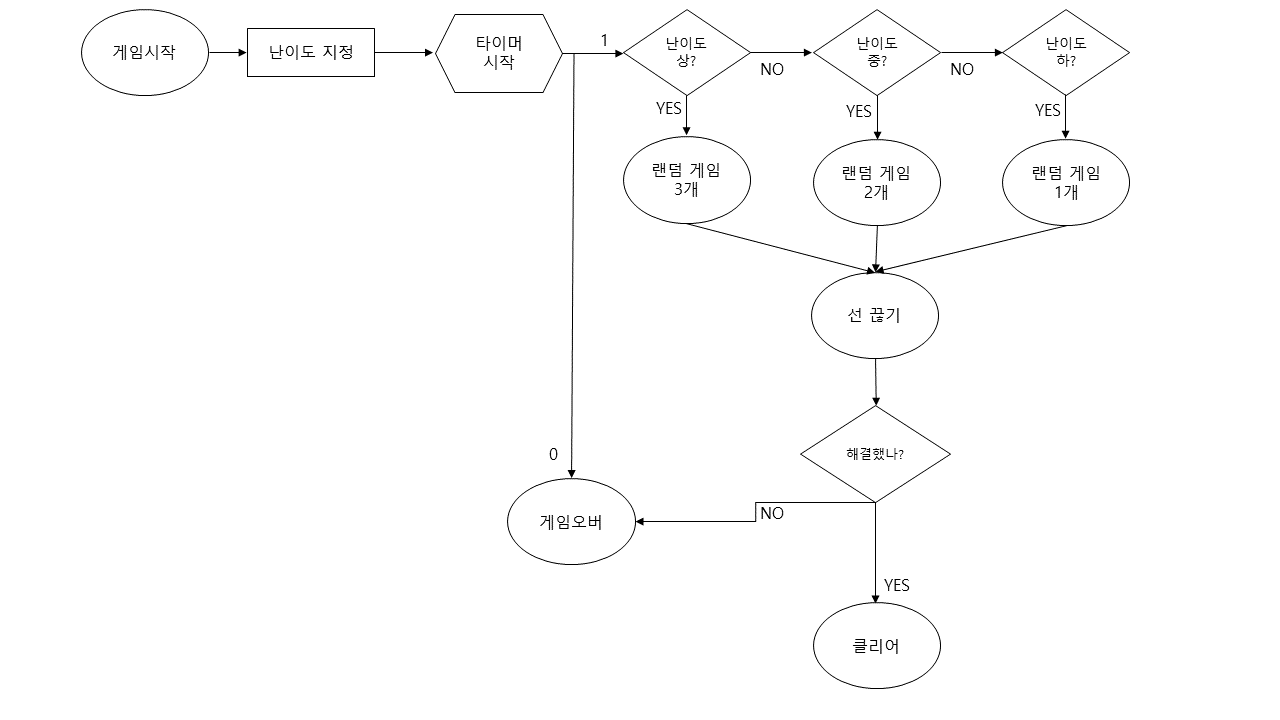 게임시작
난이도 지정
타이머
시작
1
난이도
상?
NO
난이도
중?
NO
난이도
하?
YES
YES
YES
랜덤 게임
3개
랜덤 게임
2개
랜덤 게임
1개
선 끊기
0
해결했나?
게임오버
NO
YES
클리어